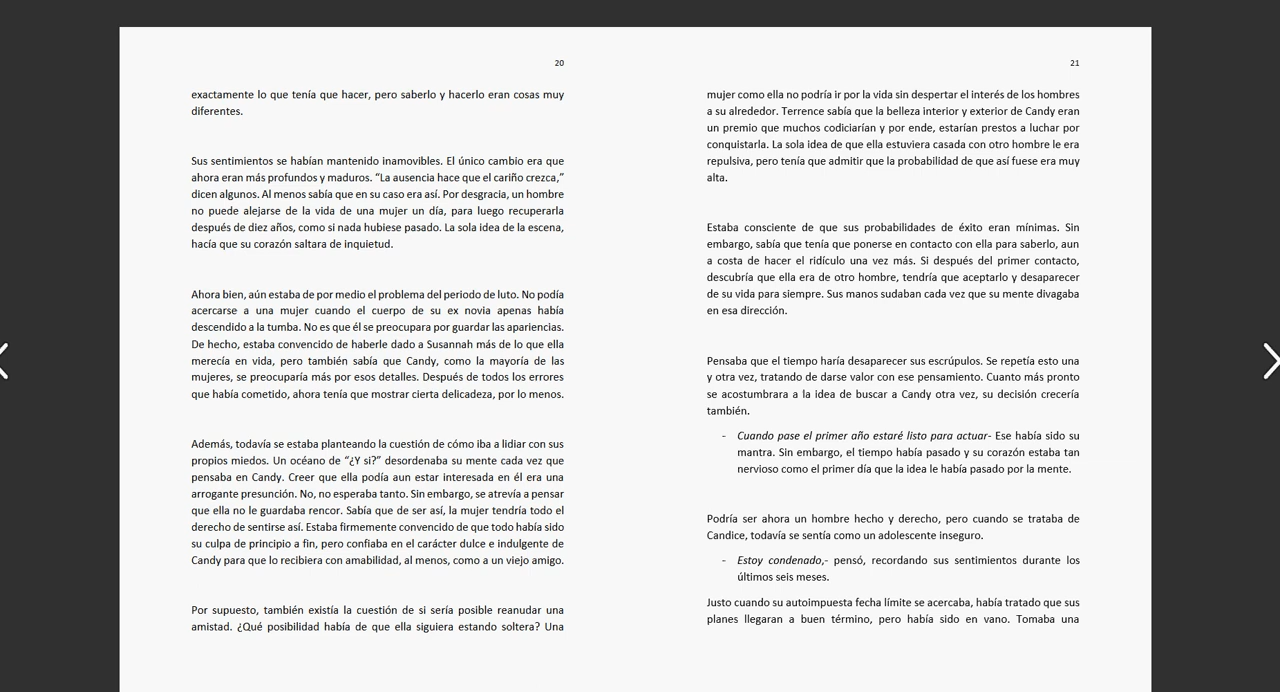 20
exactamente lo que tenía que hacer, pero saberlo y hacerlo eran cosas muy
diferentes.
Sus sentimientos se habían mantenido inamovibles. El único cambio era que
ahora eran más profundos y maduros. “La ausencia hace que el cariño crezca,”
dicen algunos. Al menos sabía que en su caso era así. Por desgracia, un hombre
no puede alejarse de la vida de una mujer un día, para luego recuperarla
después de diez años, como si nada hubiese pasado. La sola idea de la escena,
hacía que su corazón saltara de inquietud.
Ahora bien, aún estaba de por medio el problema del periodo de luto. No podía
acercarse a una mujer cuando el cuerpo de su ex novia apenas había
descendido a la tumba. No es que él se preocupara por guardar las apariencias.
De hecho, estaba convencido de haberle dado a Susannah más de lo que ella
merecía en vida, pero también sabía que Candy, como la mayoría de las
mujeres, se preocuparía más por esos detalles. Después de todos los errores
que había cometido, ahora tenía que mostrar cierta delicadeza, por lo menos.
Además, todavía se estaba planteando la cuestión de cómo iba a lidiar con sus
propios miedos. Un océano de “¿Y si?” desordenaba su mente cada vez que
pensaba en Candy. Creer que ella podía aun estar interesada en él era una
arrogante presunción. No, no esperaba tanto. Sin embargo, se atrevía a pensar
que ella no le guardaba rencor. Sabía que de ser así, la mujer tendría todo el
derecho de sentirse así. Estaba firmemente convencido de que todo había sido
su culpa de principio a fin, pero confiaba en el carácter dulce e indulgente de
Candy para que lo recibiera con amabilidad, al menos, como a un viejo amigo.
Por supuesto, también existía la cuestión de si sería posible reanudar una
amistad. ¿Qué posibilidad había de que ella siguiera estando soltera? Una
21
mujer como ella no podría ir por la vida sin despertar el interés de los hombres
a su alrededor. Terrence sabía que la belleza interior y exterior de Candy eran
un premio que muchos codiciarían y por ende, estarían prestos a luchar por
conquistarla. La sola idea de que ella estuviera casada con otro hombre le era
repulsiva, pero tenía que admitir que la probabilidad de que así fuese era muy
alta.
Estaba consciente de que sus probabilidades de éxito eran mínimas. Sin
embargo, sabía que tenía que ponerse en contacto con ella para saberlo, aun
a costa de hacer el ridículo una vez más. Si después del primer contacto,
descubría que ella era de otro hombre, tendría que aceptarlo y desaparecer
de su vida para siempre. Sus manos sudaban cada vez que su mente divagaba
en esa dirección.
Pensaba que el tiempo haría desaparecer sus escrúpulos. Se repetía esto una
y otra vez, tratando de darse valor con ese pensamiento. Cuanto más pronto
se acostumbrara a la idea de buscar a Candy otra vez, su decisión crecería
también.
- Cuando pase el primer año estaré listo para actuar- Ese había sido su
mantra. Sin embargo, el tiempo había pasado y su corazón estaba tan
nervioso como el primer día que la idea le había pasado por la mente.
Podría ser ahora un hombre hecho y derecho, pero cuando se trataba de
Candice, todavía se sentía como un adolescente inseguro.
- Estoy condenado,- pensó, recordando sus sentimientos durante los
últimos seis meses.
Justo cuando su autoimpuesta fecha límite se acercaba, había tratado que sus
planes llegaran a buen término, pero había sido en vano. Tomaba una